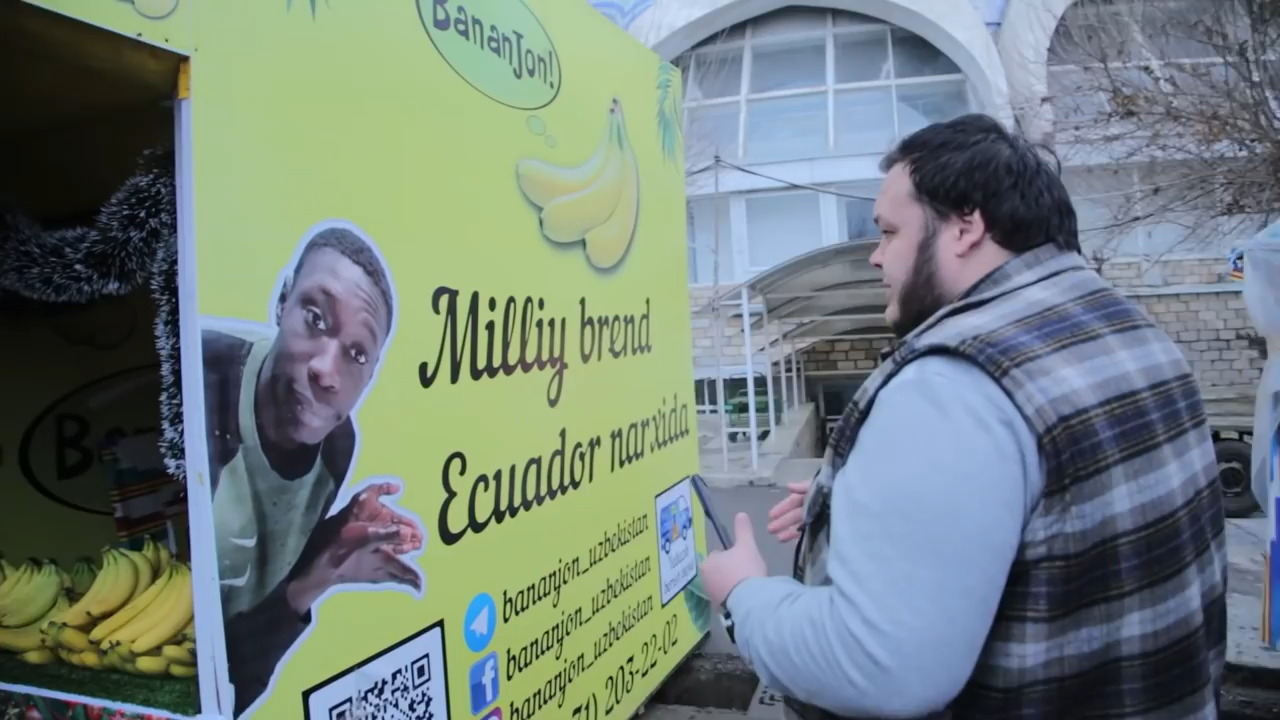 BananJon!
Milliy brend
Ecuador narxida
bananjon_uzbekistan
bananjon_uzbekistan
bananjon_uzbekistan
71) 203-22-02